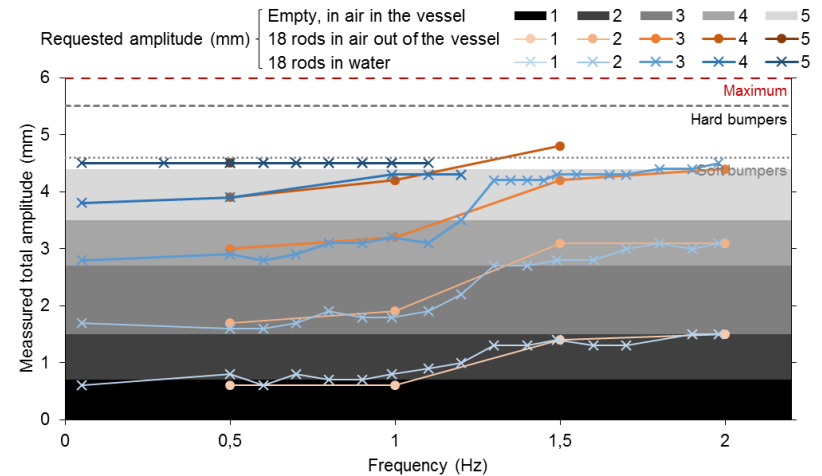 Empty, in air in the vessel 1 2 3 4 5
Requested amplitude (mm) 18 rods in air out of the vessel 1 2 3 4 5
18 rods in water 1 2 3 4 5
6
Maximum
5
Hard bumpers
Soft bumpers
4
3
2
1
0
Meassured total amplitude (mm)
0 0,5 1 1,5 2
Frequency (Hz)